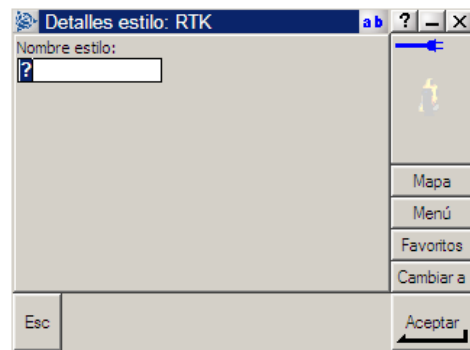 Detalles estilo: RTK
a b
? – X
Nombre estilo:
?
Mapa
Menú
Favoritos
Cambiar a
Esc
Aceptar